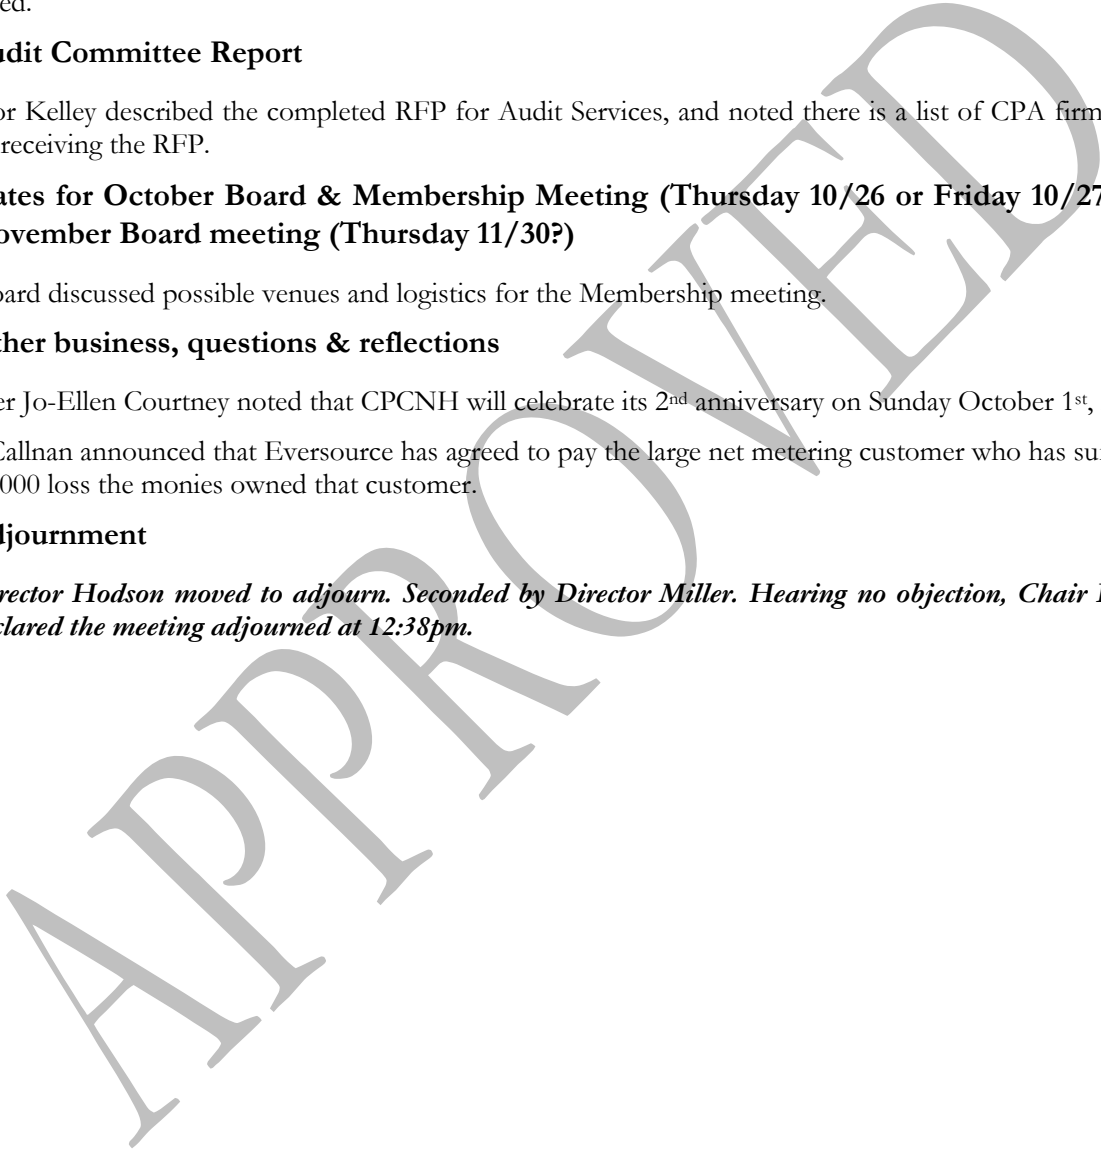 ed.
udit Committee Report
or Kelley described the completed RFP for Audit Services, and noted there is a list of CPA firm
receiving the RFP.
ates for October Board & Membership Meeting (Thursday 10/26 or Friday 10/27
ovember Board meeting (Thursday 11/30?)
oard discussed possible venues and logistics for the Membership meeting.
ther business, questions & reflections
er Jo-Ellen Courtney noted that CPCNH will celebrate its 2nd anniversary on Sunday October 1st,
Callnan announced that Eversource has agreed to pay the large net metering customer who has su
000 loss the monies owned that customer.
djournment
rector Hodson moved to adjourn. Seconded by Director Miller. Hearing no objection, Chair
clared the meeting adjourned at 12:38pm.
APPROVED